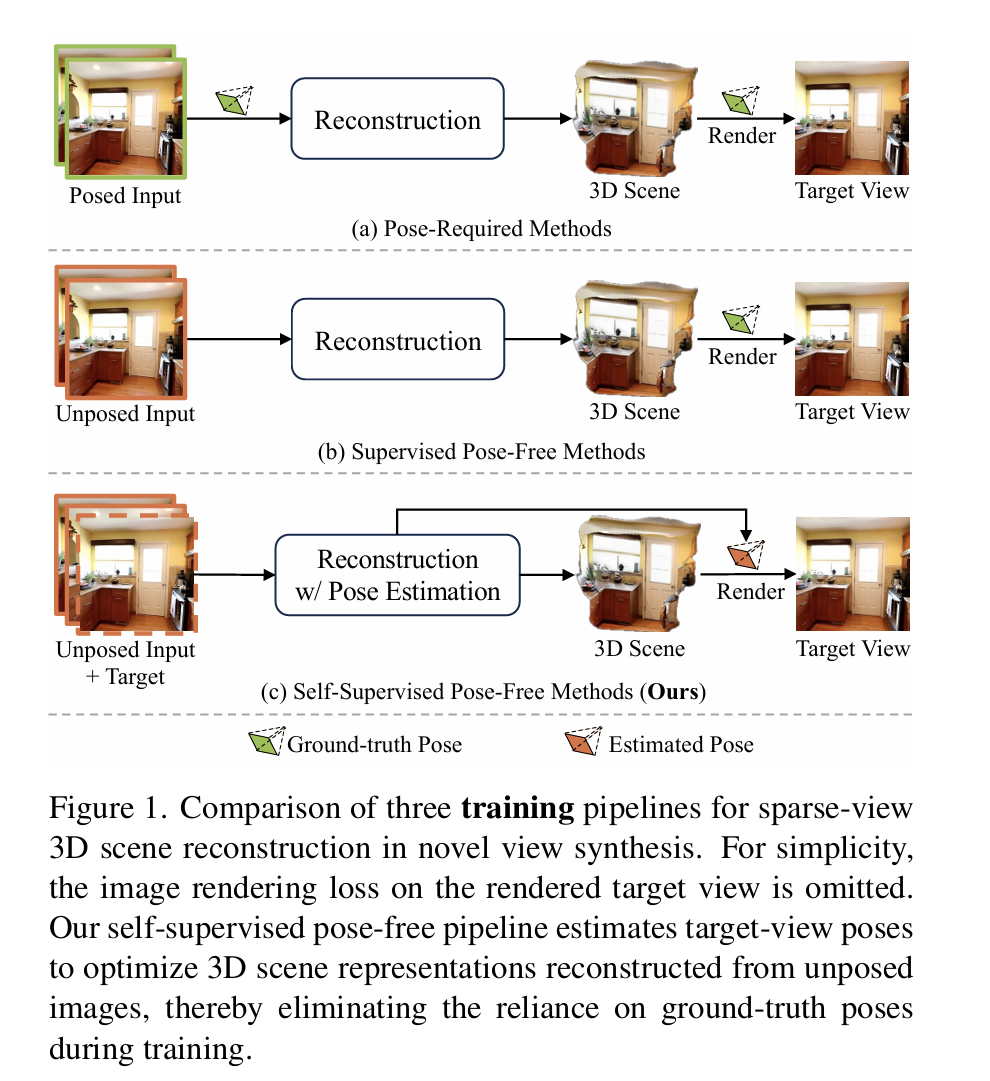 Posed Input
Reconstruction
3D Scene
Render
Target View
(a) Pose-Required Methods
Unposed Input
Reconstruction
3D Scene
Render
Target View
(b) Supervised Pose-Free Methods
Unposed Input
+ Target
Reconstruction
w/ Pose Estimation
3D Scene
Render
Target View
(c) Self-Supervised Pose-Free Methods (Ours)
Ground-truth Pose
Estimated Pose
Figure 1. Comparison of three training pipelines for sparse-view
3D scene reconstruction in novel view synthesis. For simplicity,
the image rendering loss on the rendered target view is omitted.
Our self-supervised pose-free pipeline estimates target-view poses
to optimize 3D scene representations reconstructed from unposed
images, thereby eliminating the reliance on ground-truth poses
during training.